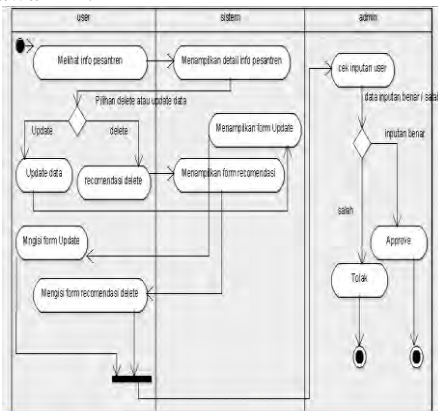 user
sistem
admin
Melihat info pesantren
Menampilkan detail info pesantren
cek inputan user
Pilihan delete atau update data
data inputan benar / salah
Update
delete
Menampilkan form Update
inputan benar
Update data
recomendasi delete
Menampilkan form recomendasi
salah
Mngisi form Update
Approve
Mengisi form recomendasi delete
Tolak